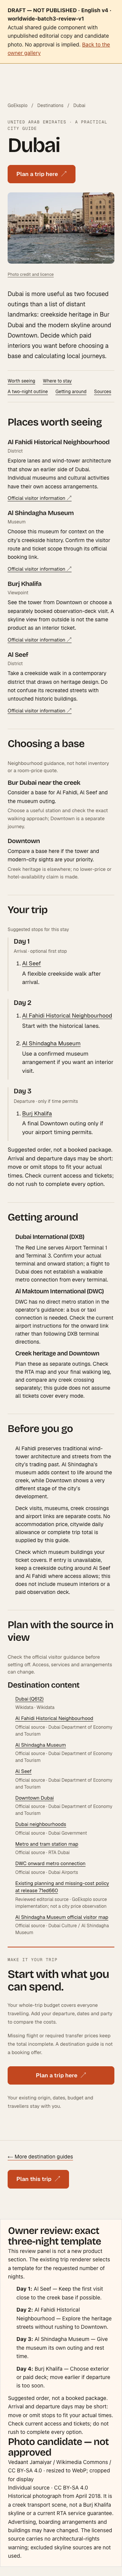 DRAFT — NOT PUBLISHED · English v4 ·
worldwide-batch3-review-v1
Actual shared guide component with
unpublished editorial copy and candidate
photo. No approval is implied. Back to the
owner gallery
GoEkspio / Destinations / Dubai
UNITED ARAB EMIRATES · A PRACTICAL
CITY GUIDE
Dubai
Plan a trip here ↗
Photo credit and licence
Dubai is more useful as two focused
outings than a list of distant
landmarks: creekside heritage in Bur
Dubai and the modern skyline around
Downtown. Decide which paid
interiors you want before choosing a
base and calculating local journeys.
Worth seeing Where to stay
A two-night outline Getting around Sources
Places worth seeing
Al Fahidi Historical Neighbourhood
District
Explore lanes and wind-tower architecture
that show an earlier side of Dubai.
Individual museums and cultural activities
have their own access arrangements.
Official visitor information ↗
Al Shindagha Museum
Museum
Choose this museum for context on the
city's creekside history. Confirm the visitor
route and ticket scope through its official
booking link.
Official visitor information ↗
Burj Khalifa
Viewpoint
See the tower from Downtown or choose a
separately booked observation-deck visit. A
skyline view from outside is not the same
product as an interior ticket.
Official visitor information ↗
Al Seef
District
Take a creekside walk in a contemporary
district that draws on heritage design. Do
not confuse its recreated streets with
untouched historic buildings.
Official visitor information ↗
Choosing a base
Neighbourhood guidance, not hotel inventory
or a room-price quote.
Bur Dubai near the creek
Consider a base for Al Fahidi, Al Seef and
the museum outing.
Choose a useful station and check the exact
walking approach; Downtown is a separate
journey.
Downtown
Compare a base here if the tower and
modern-city sights are your priority.
Creek heritage is elsewhere; no tower-price or
hotel-availability claim is made.
Your trip
Suggested stops for this stay
Day 1
Arrival · optional first stop
1. Al Seef
A flexible creekside walk after
arrival.
Day 2
1. Al Fahidi Historical Neighbourhood
Start with the historical lanes.
2. Al Shindagha Museum
Use a confirmed museum
arrangement if you want an interior
visit.
Day 3
Departure · only if time permits
1. Burj Khalifa
A final Downtown outing only if
your airport timing permits.
Suggested order, not a booked package.
Arrival and departure days may be short:
move or omit stops to fit your actual
times. Check current access and tickets;
do not rush to complete every option.
Getting around
Dubai International (DXB)
The Red Line serves Airport Terminal 1
and Terminal 3. Confirm your actual
terminal and onward station; a flight to
Dubai does not establish a simple
metro connection from every terminal.
Al Maktoum International (DWC)
DWC has no direct metro station in the
operator's guidance: a bus or taxi
connection is needed. Check the current
airport instructions for the onward link
rather than following DXB terminal
directions.
Creek heritage and Downtown
Plan these as separate outings. Check
the RTA map and your final walking leg,
and compare any creek crossing
separately; this guide does not assume
all tickets cover every mode.
Before you go
Al Fahidi preserves traditional wind-
tower streets for the complete basic
part of trip planning. Al Shindagha's
museums add context to life around the
creek, while Downtown shows a very
different stage of the city's
development.
Deck visits, museums, creek crossings
and airport links are separate costs. No
accommodation price, citywide daily
allowance or complete trip total is
supplied by this guide.
Check which museum buildings your
ticket covers. If an interior is unavailable,
keep a creekside outing around Al Seef
and Al Fahidi where access allows; this
does not include museum interiors or a
paid observation deck.
Plan with the source in
view
Check the official visitor guidance before
setting off. Access, services and arrangements
can change.
Destination content
Dubai (Q612)
Wikidata · Wikidata
Al Fahidi Historical Neighbourhood
Official source · Dubai Department of Economy
and Tourism
Al Shindagha Museum
Official source · Dubai Department of Economy
and Tourism
Al Seef
Official source · Dubai Department of Economy
and Tourism
Downtown Dubai
Official source · Dubai Department of Economy
and Tourism
Dubai neighbourhoods
Official source · Dubai Government
Metro and tram station map
Official source · RTA Dubai
DWC onward metro connection
Official source · Dubai Airports
Existing planning and missing-cost policy
at release 71ed660
Reviewed editorial source · GoEkspio source
implementation; not a city price observation
Al Shindagha Museum official visitor map
Official source · Dubai Culture / Al Shindagha
Museum
MAKE IT YOUR TRIP
Start with what you
can spend.
Your whole-trip budget covers everyone
travelling. Add your departure, dates and party
to compare the costs.
Missing flight or required transfer prices keep
the total incomplete. A destination guide is not
a booking offer.
Plan a trip here ↗
Your existing origin, dates, budget and
travellers stay with you.
← More destination guides
Plan this trip ↗
Owner review: exact
three-night template
This review panel is not a new product
section. The existing trip renderer selects
a template for the requested number of
nights.
Day 1: Al Seef — Keep the first visit
close to the creek base if possible.
Day 2: Al Fahidi Historical
Neighbourhood — Explore the heritage
streets without rushing to Downtown.
Day 3: Al Shindagha Museum — Give
the museum its own outing and rest
time.
Day 4: Burj Khalifa — Choose exterior
or paid deck; move earlier if departure
is too soon.
Suggested order, not a booked package.
Arrival and departure days may be short:
move or omit stops to fit your actual times.
Check current access and tickets; do not
rush to complete every option.
Photo candidate — not
approved
Vedaant Jamaiyar / Wikimedia Commons /
CC BY-SA 4.0 · resized to WebP; cropped
for display
Individual source · CC BY-SA 4.0
Historical photograph from April 2018. It is
a creek transport scene, not a Burj Khalifa
skyline or a current RTA service guarantee.
Advertising, boarding arrangements and
buildings may have changed. The licensed
source carries no architectural-rights
warning; excluded skyline sources are not
used.